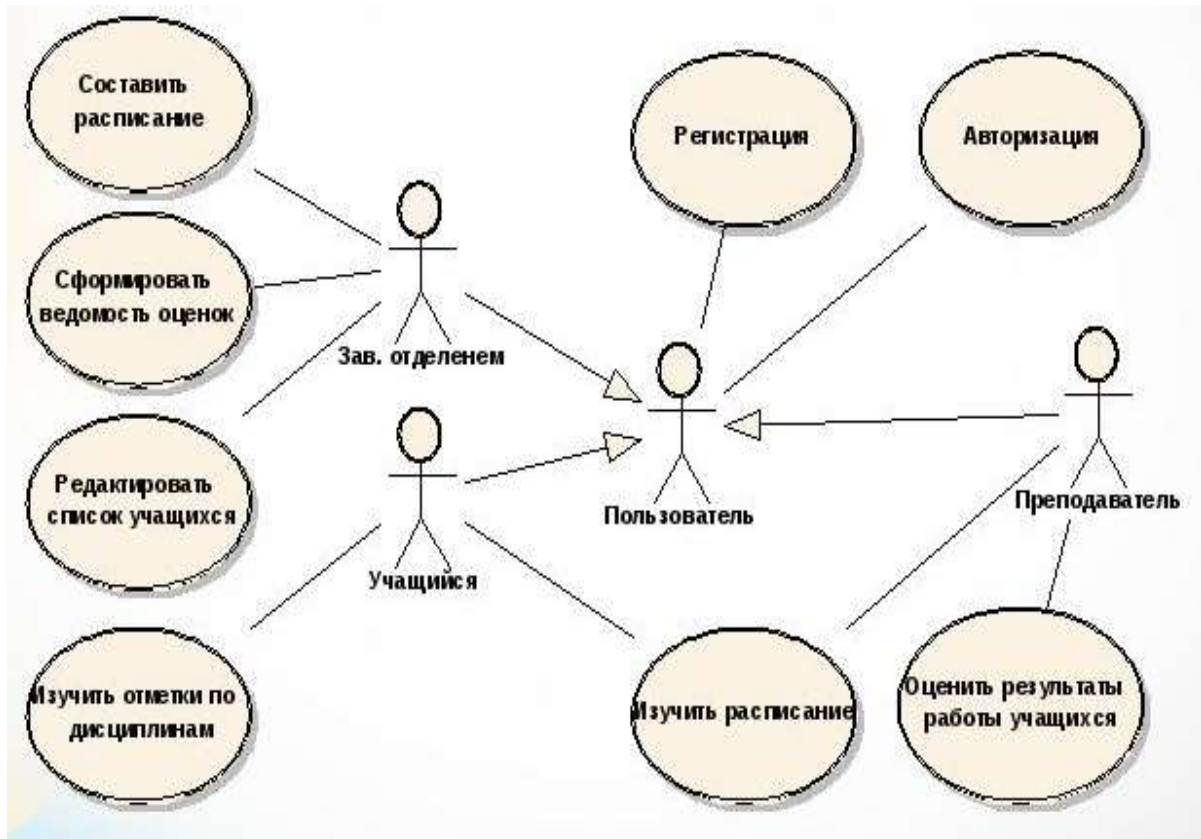 Составить
расписание
Регистрация
Авторизация
Сформировать
ведомость оценок
Зав. отделенем
Редактировать
список учащихся
Пользователь
Преподаватель
Учащийся
Изучить отметки по
дисциплинам
Изучить расписание
Оценить результаты
работы учащихся